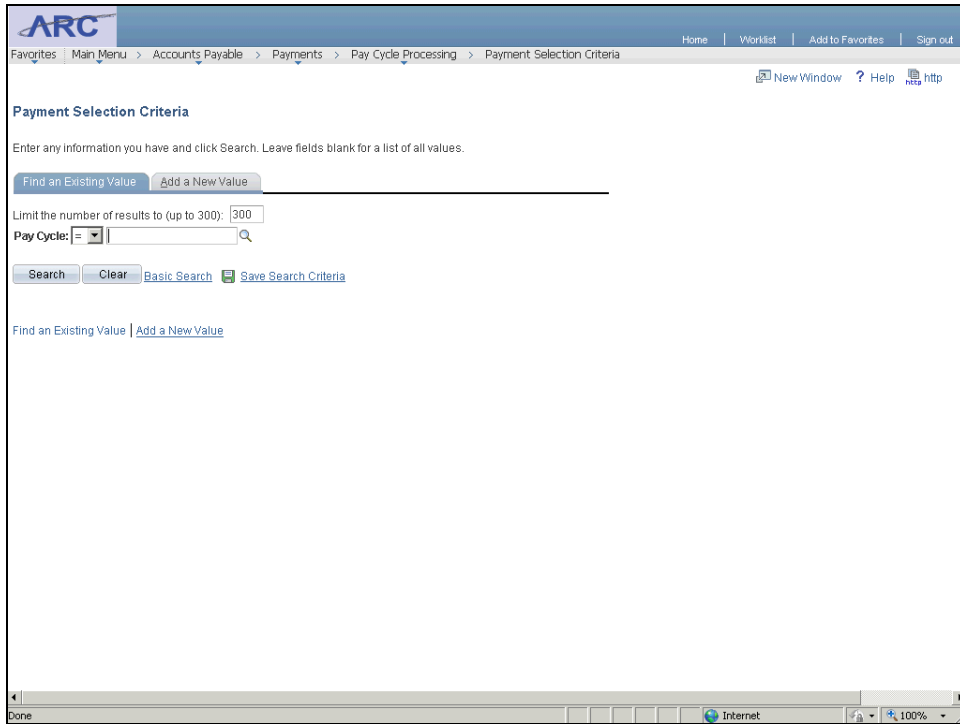 ARC
Home | Worklist | Add to Favorites | Sign out
Favorites Main Menu > Accounts Payable > Payments > Pay Cycle Processing > Payment Selection Criteria
New Window ? Help http
Payment Selection Criteria
Enter any information you have and click Search. Leave fields blank for a list of all values.
Find an Existing Value Add a New Value
Limit the number of results to (up to 300): 300
Pay Cycle: =
Search Clear Basic Search Save Search Criteria
Find an Existing Value | Add a New Value
Done Internet 100%